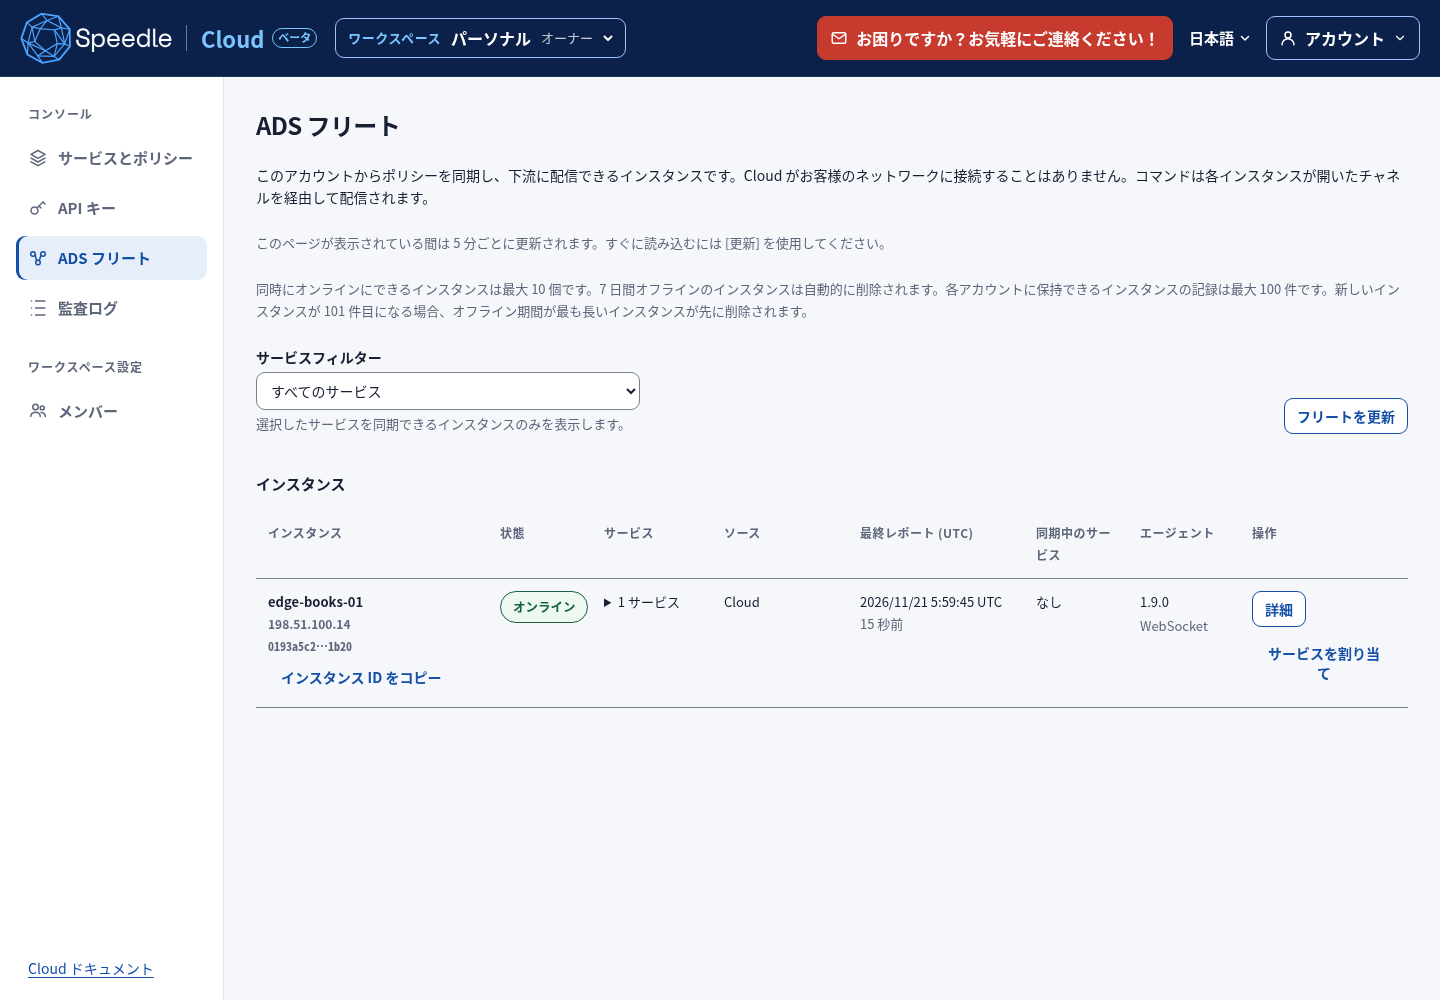 Speedle Cloud ベータ ワークスペース パーソナル オーナー お困りですか？お気軽にご連絡ください！ 日本語 アカウント
コンソール
サービスとポリシー
API キー
ADS フリート
監査ログ
ワークスペース設定
メンバー
Cloud ドキュメント
ADS フリート
このアカウントからポリシーを同期し、下流に配信できるインスタンスです。Cloud がお客様のネットワークに接続することはありません。コマンドは各インスタンスが開いたチャネ
ルを経由して配信されます。
このページが表示されている間は 5 分ごとに更新されます。すぐに読み込むには [更新] を使用してください。
同時にオンラインにできるインスタンスは最大 10 個です。7 日間オフラインのインスタンスは自動的に削除されます。各アカウントに保持できるインスタンスの記録は最大 100 件です。新しいイン
スタンスが 101 件目になる場合、オフライン期間が最も長いインスタンスが先に削除されます。
サービスフィルター
すべてのサービス
選択したサービスを同期できるインスタンスのみを表示します。
フリートを更新
インスタンス
インスタンス 状態 サービス ソース 最終レポート (UTC) 同期中のサー
ビス エージェント 操作
edge-books-01 オンライン 1 サービス Cloud 2026/11/21 5:59:45 UTC なし 1.9.0 詳細
198.51.100.14 15 秒前 WebSocket
0193a5c2…1b20
インスタンス ID をコピー サービスを割り当
て